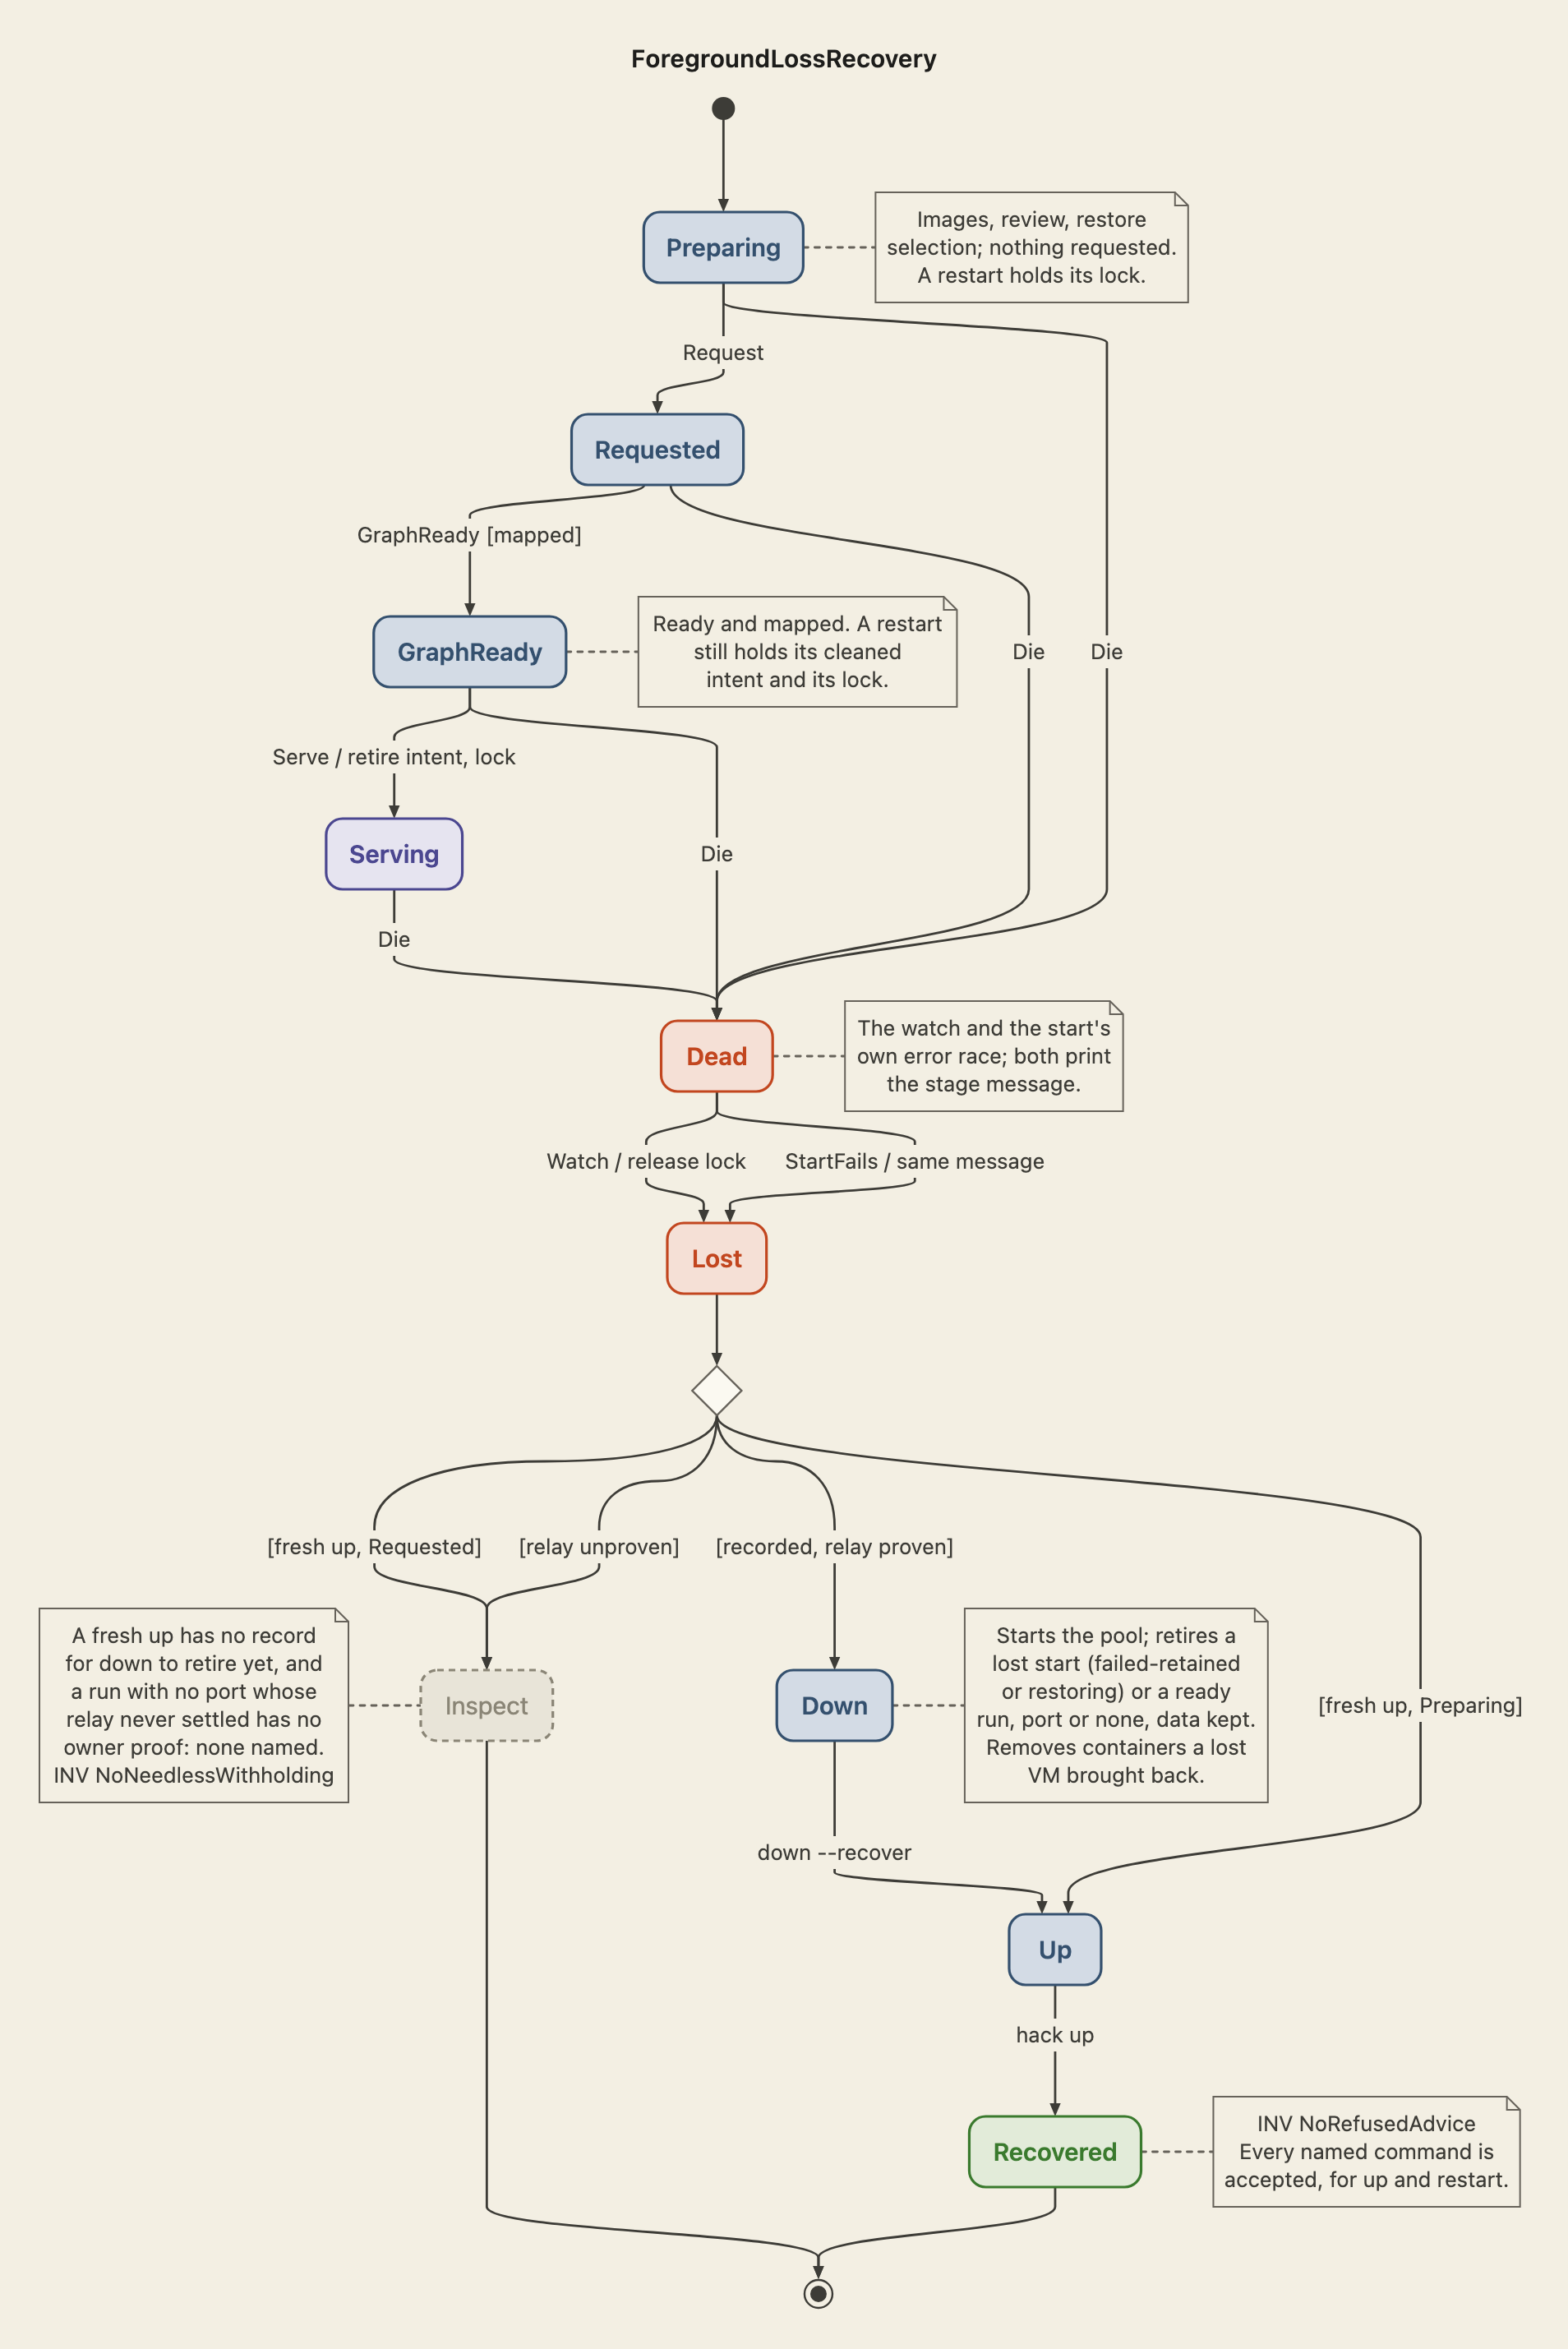 ForegroundLossRecovery
Preparing
Images, review, restore
selection; nothing requested.
A restart holds its lock.
Request
Requested
GraphReady [mapped]
GraphReady
Ready and mapped. A restart
still holds its cleaned
intent and its lock.
Die
Die
Serve / retire intent, lock
Serving
Die
Die
Dead
The watch and the start's
own error race; both print
the stage message.
Watch / release lock
StartFails / same message
Lost
[fresh up, Requested]
[relay unproven]
[recorded, relay proven]
A fresh up has no record
for down to retire yet, and
a run with no port whose
relay never settled has no
owner proof: none named.
INV NoNeedlessWithholding
Inspect
Down
Starts the pool; retires a
lost start (failed-retained
or restoring) or a ready
run, port or none, data kept.
Removes containers a lost
VM brought back.
[fresh up, Preparing]
down --recover
Up
hack up
Recovered
INV NoRefusedAdvice
Every named command is
accepted, for up and restart.